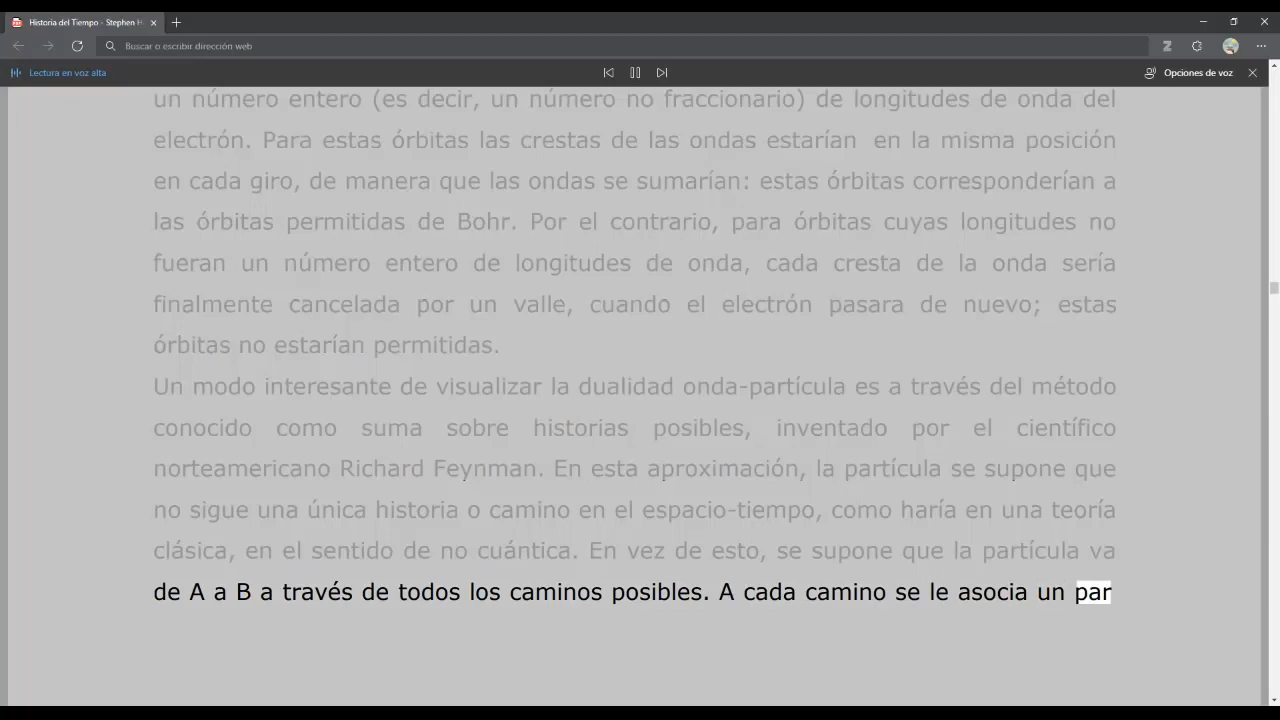 Historia del Tiempo - Stephen H
Buscar o escribir dirección web
Lectura en voz alta
Opciones de voz
un número entero (es decir, un número no fraccionario) de longitudes de onda del
electrón. Para estas órbitas las crestas de las ondas estarían en la misma posición
en cada giro, de manera que las ondas se sumarían: estas órbitas corresponderían a
las órbitas permitidas de Bohr. Por el contrario, para órbitas cuyas longitudes no
fueran un número entero de longitudes de onda, cada cresta de la onda sería
finalmente cancelada por un valle, cuando el electrón pasara de nuevo; estas
órbitas no estarían permitidas.
Un modo interesante de visualizar la dualidad onda-partícula es a través del método
conocido como suma sobre historias posibles, inventado por el científico
norteamericano Richard Feynman. En esta aproximación, la partícula se supone que
no sigue una única historia o camino en el espacio-tiempo, como haría en una teoría
clásica, en el sentido de no cuántica. En vez de esto, se supone que la partícula va
de A a B a través de todos los caminos posibles. A cada camino se le asocia un par